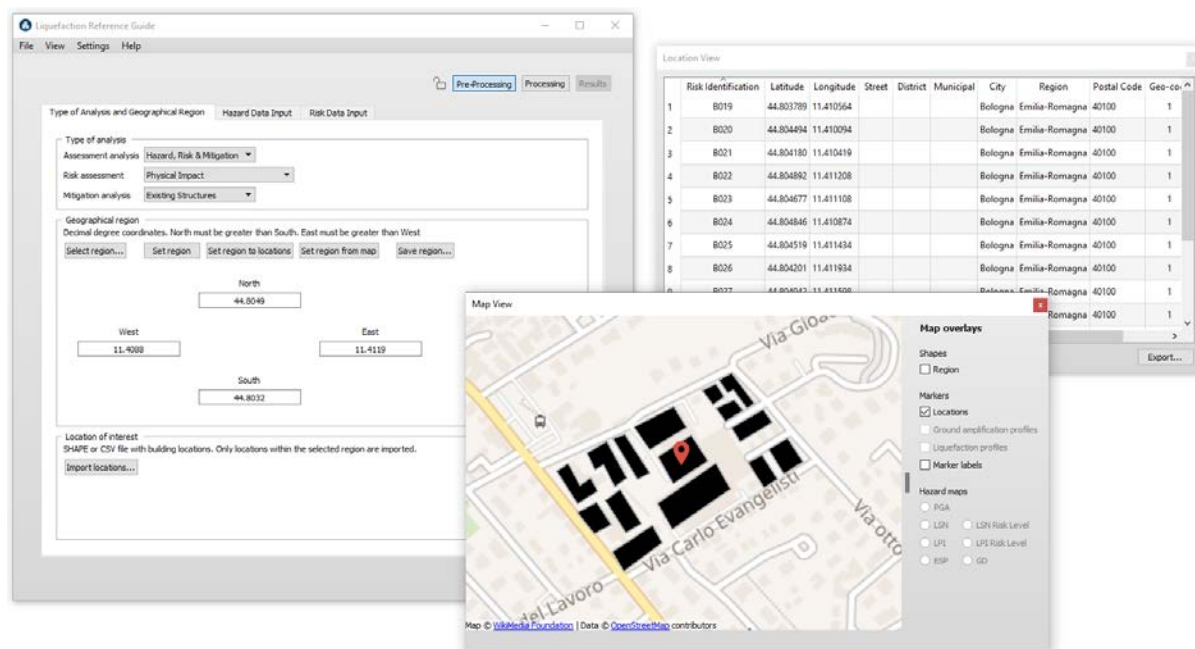 Liquefaction Reference Guide
File View Settings Help
Pre-Processing Processing Results
Type of Analysis and Geographical Region Hazard Data Input Risk Data Input
Type of analysis
Assessment analysis Hazard, Risk & Mitigation
Risk assessment Physical Impact
Mitigation analysis Existing Structures
Geographical region
Decimal degree coordinates. North must be greater than South. East must be greater than West
Select region... Set region Set region to locations Set region from map Save region...
North
44.8049
West East
11.4088 11.4119
South
44.8032
Location of interest
SHAPE or CSV file with building locations. Only locations within the selected region are imported.
Import locations...
Location View
Risk Identification Latitude Longitude Street District Municipal City Region Postal Code Geo-co
1 B019 44.803789 11.410564 Bologna Emilia-Romagna 40100 1
2 B020 44.804494 11.410094 Bologna Emilia-Romagna 40100 1
3 B021 44.804180 11.410419 Bologna Emilia-Romagna 40100 1
4 B022 44.804892 11.411208 Bologna Emilia-Romagna 40100 1
5 B023 44.804677 11.411108 Bologna Emilia-Romagna 40100 1
6 B024 44.804846 11.410874 Bologna Emilia-Romagna 40100 1
7 B025 44.804519 11.411434 Bologna Emilia-Romagna 40100 1
8 B026 44.804201 11.411934 Bologna Emilia-Romagna 40100 1
40100 1
Romagna 40100 1
Export...
Map View
Via Gioa
Via Carlo Evangelisti
Via otto
del Lavoro
Map © WikiMedia Foundation | Data © OpenStreetMap contributors
Map overlays
Shapes
Region
Markers
Locations
Ground amplification profiles
Liquefaction profiles
Marker labels
Hazard maps
PGA
LSN LSN Risk Level
LPI LPI Risk Level
GD